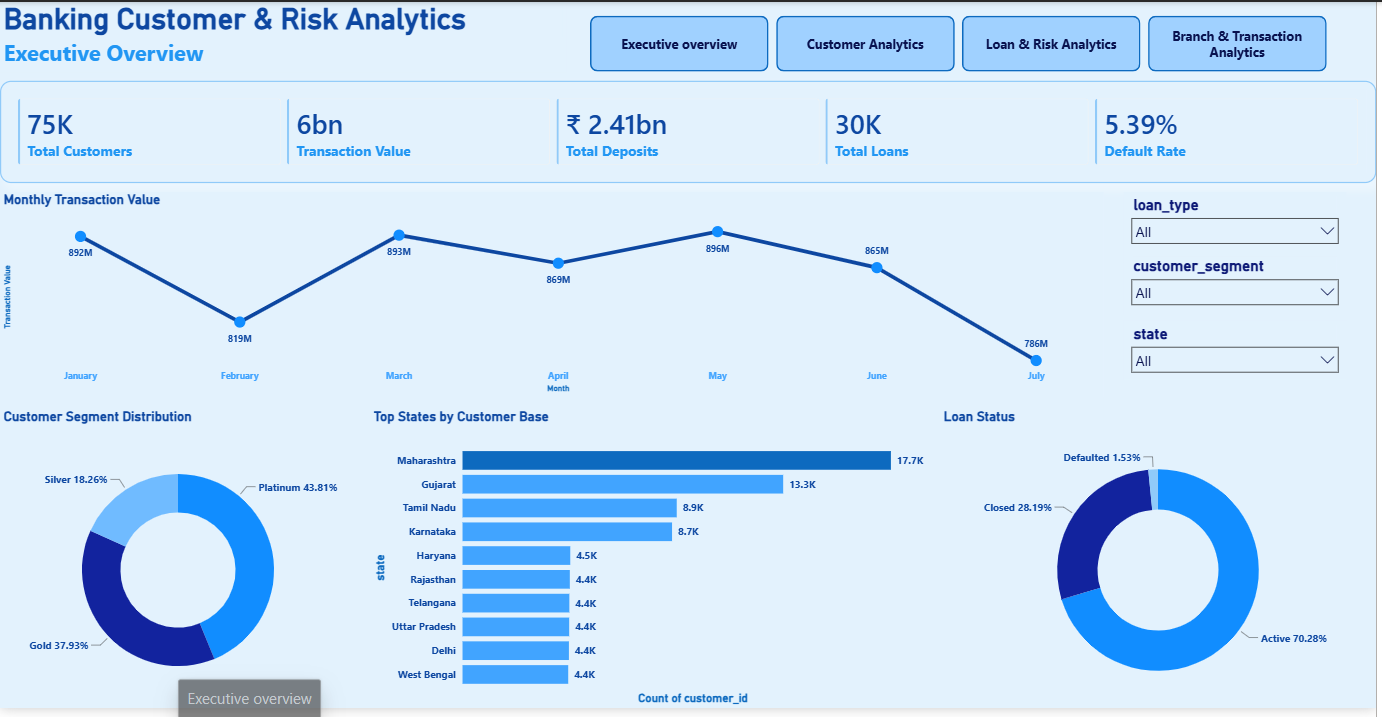 Banking Customer & Risk Analytics
Executive Overview
Executive overview
Customer Analytics
Loan & Risk Analytics
Branch & Transaction
Analytics
75K
Total Customers
6bn
Transaction Value
₹ 2.41bn
Total Deposits
30K
Total Loans
5.39%
Default Rate
Monthly Transaction Value
Transaction Value
892M
819M
893M
869M
896M
865M
786M
January
February
March
April
May
June
July
Month
loan_type
All
customer_segment
All
state
All
Customer Segment Distribution
Silver 18.26%
Platinum 43.81%
Gold 37.93%
Top States by Customer Base
state
Maharashtra 17.7K
Gujarat 13.3K
Tamil Nadu 8.9K
Karnataka 8.7K
Haryana 4.5K
Rajasthan 4.4K
Telangana 4.4K
Uttar Pradesh 4.4K
Delhi 4.4K
West Bengal 4.4K
Count of customer_id
Loan Status
Defaulted 1.53%
Closed 28.19%
Active 70.28%
Executive overview